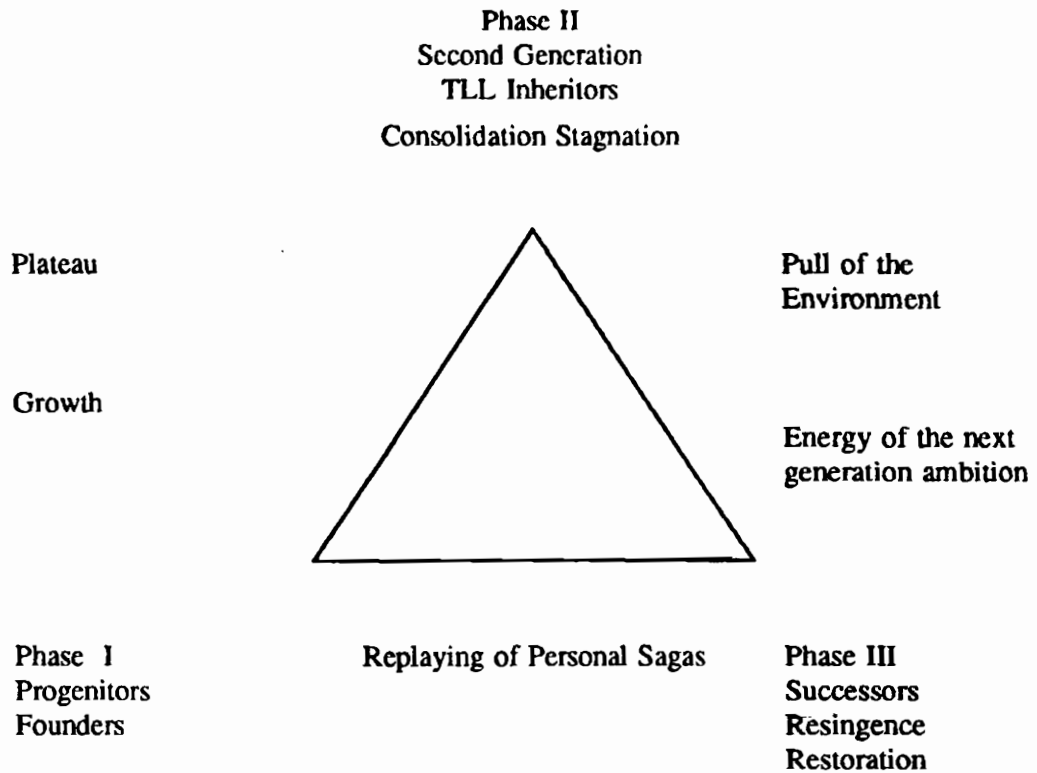 Phase II
Second Generation
TLL Inheritors
Consolidation Stagnation
Plateau
Pull of the
Environment
Growth
Energy of the next
generation ambition
Phase I
Progenitors
Founders
Replaying of Personal Sagas
Phase III
Successors
Resingence
Restoration